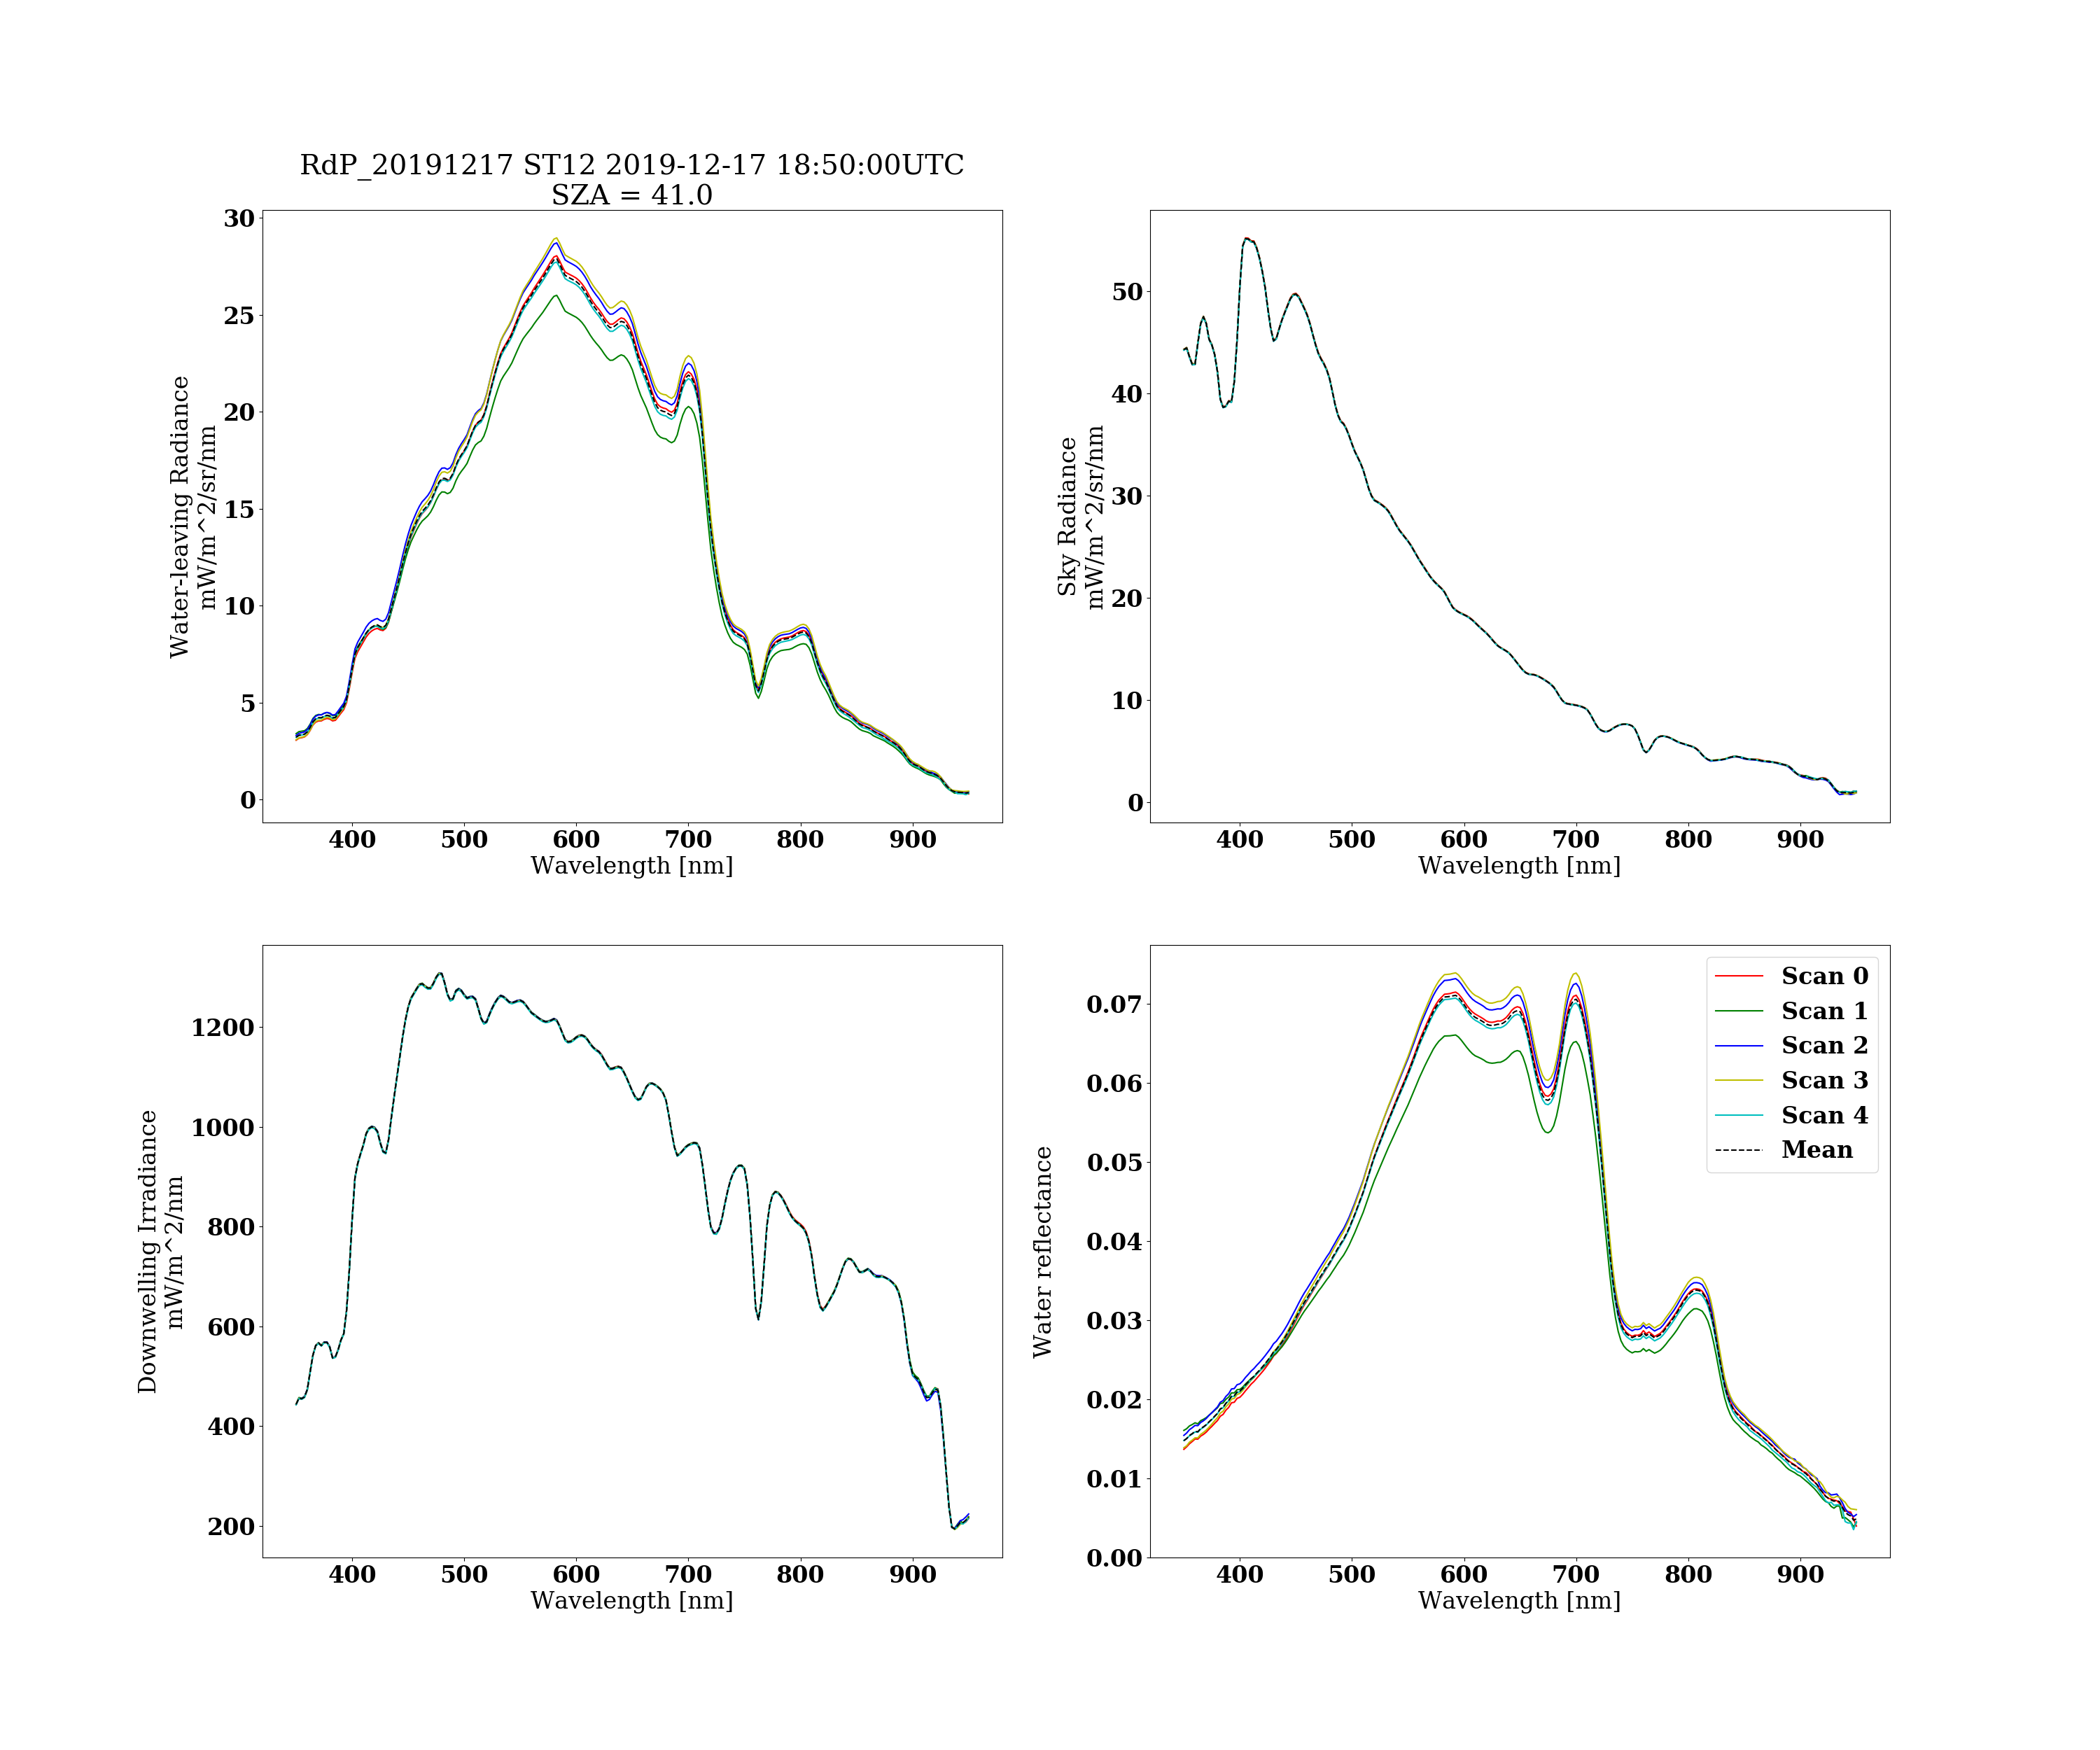 RdP_20191217 ST12 2019-12-17 18:50:00UTC
SZA = 41.0
30
25
20
15
10
5
0
Water-leaving Radiance
mW/m^2/sr/nm
400 500 600 700 800 900
Wavelength [nm]
50
40
30
20
10
0
Sky Radiance
mW/m^2/sr/nm
400 500 600 700 800 900
Wavelength [nm]
1200
1000
800
600
400
200
Downwelling Irradiance
mW/m^2/nm
400 500 600 700 800 900
Wavelength [nm]
0.07
0.06
0.05
0.04
0.03
0.02
0.01
0.00
Water reflectance
400 500 600 700 800 900
Wavelength [nm]
Scan 0
Scan 1
Scan 2
Scan 3
Scan 4
Mean